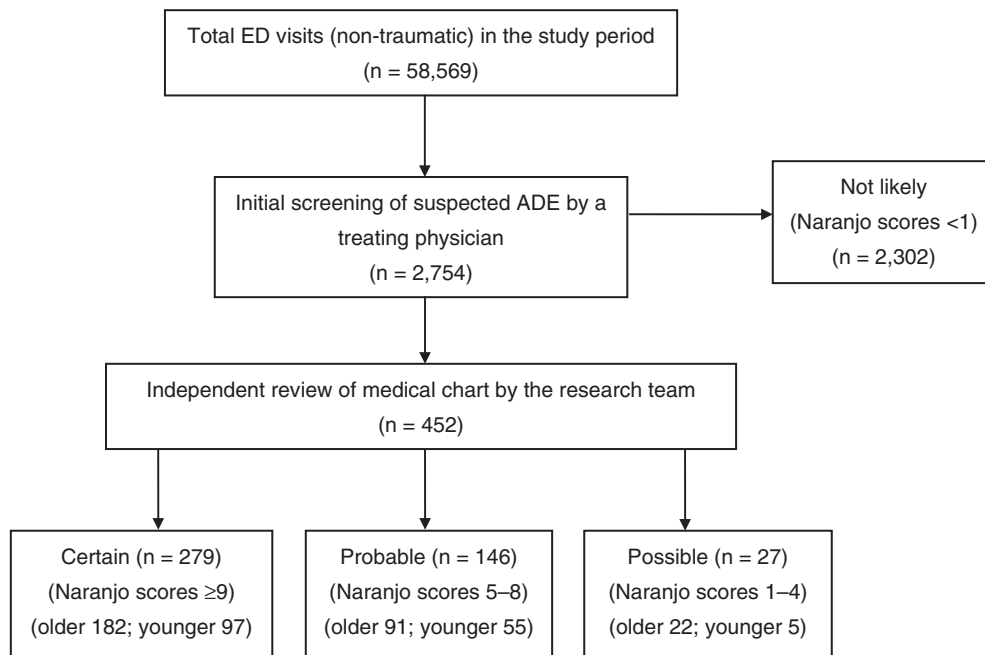 Total ED visits (non-traumatic) in the study period
(n = 58,569)
Initial screening of suspected ADE by a
treating physician
(n = 2,754)
Not likely
(Naranjo scores <1)
(n = 2,302)
Independent review of medical chart by the research team
(n = 452)
Certain (n = 279)
(Naranjo scores ≥9)
(older 182; younger 97)
Probable (n = 146)
(Naranjo scores 5–8)
(older 91; younger 55)
Possible (n = 27)
(Naranjo scores 1–4)
(older 22; younger 5)